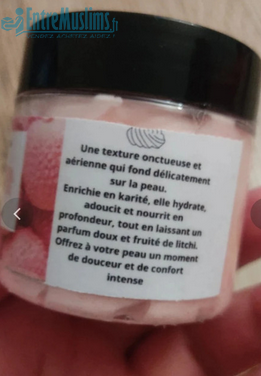 EntreMuslims.fr
Une texture onctueuse et
aérienne qui fond délicatement
sur la peau.
Enrichie en karité, elle hydrate,
adoucit et nourrit en
profondeur, tout en laissant un
parfum doux et fruité de litchi.
Offrez à votre peau un moment
de douceur et de confort
intense